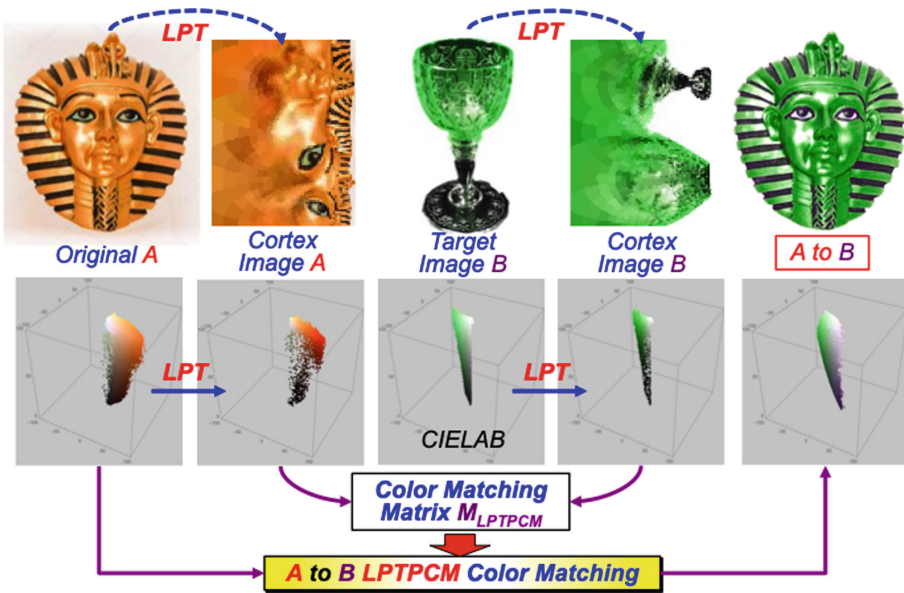 LPT
LPT
Original A
Cortex
Image A
Target
Image B
Cortex
Image B
A to B
LPT
LPT
CIELAB
Color Matching
Matrix M_LPTPCM
A to B LPTPCM Color Matching